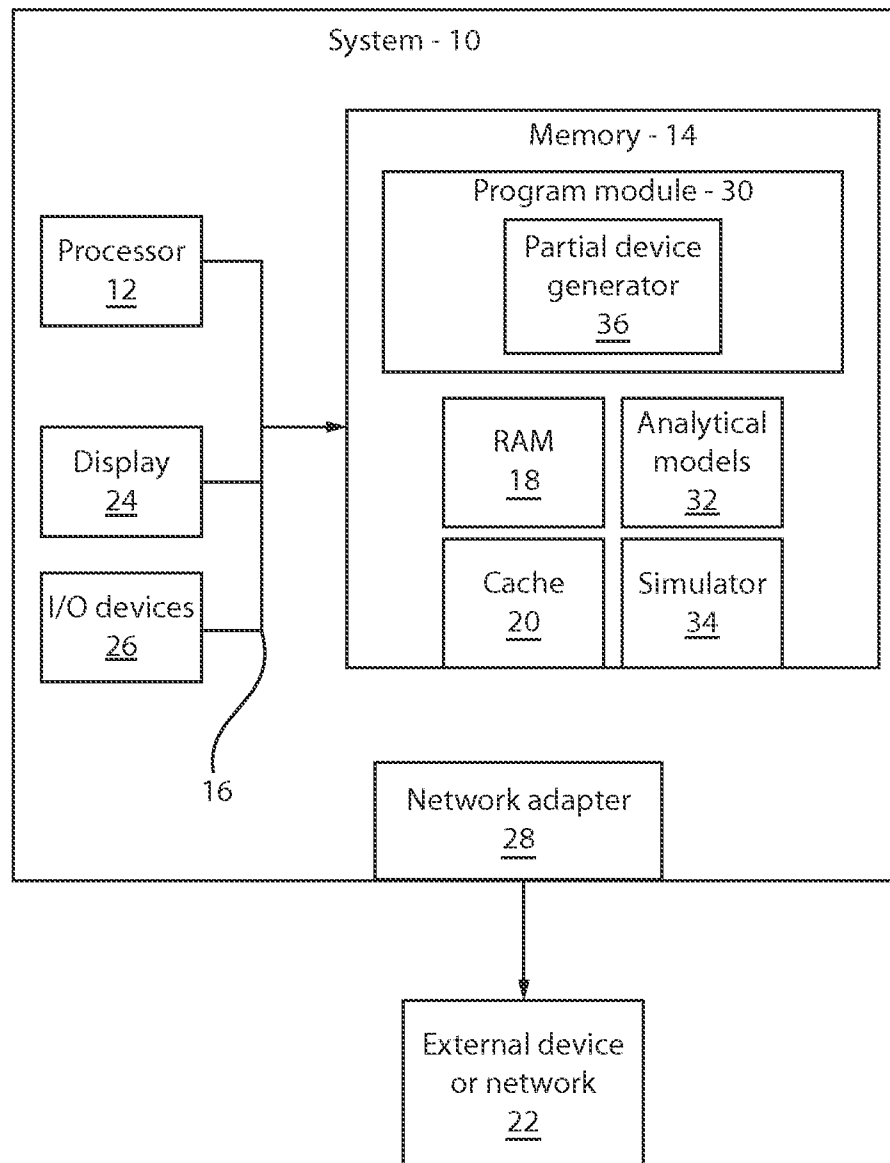 System - 10
Memory - 14
Program module - 30
Partial device
generator
36
Processor
12
RAM
18
Analytical
models
32
Display
24
Cache
20
Simulator
34
I/O devices
26
16
Network adapter
28
External device
or network
22